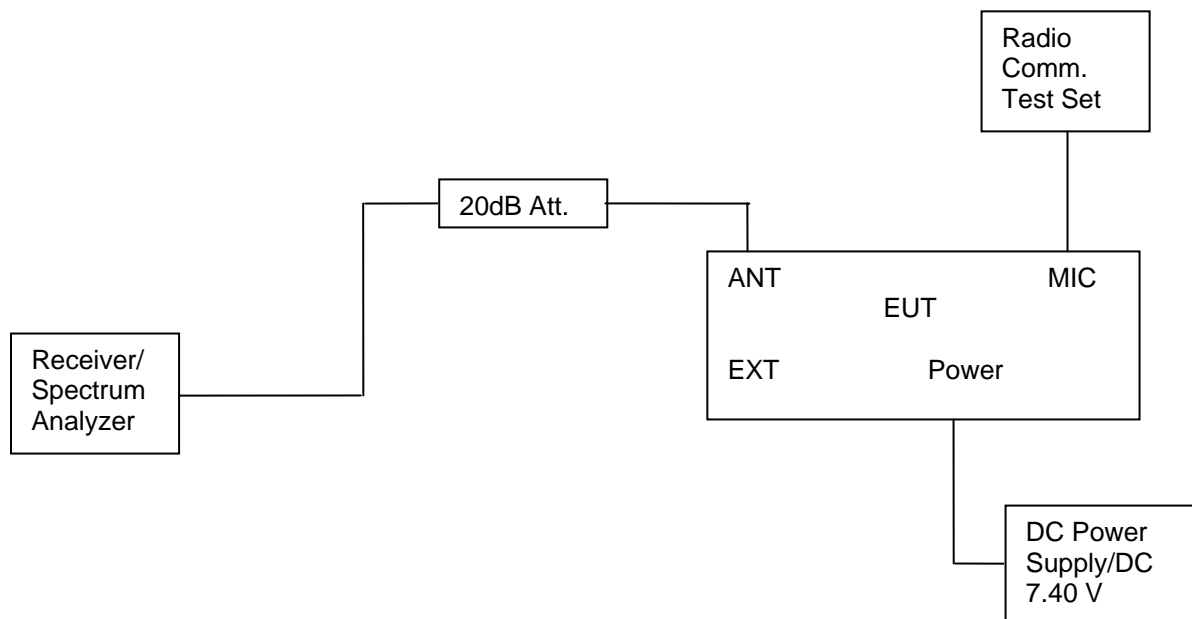 Radio
Comm.
Test Set
20dB Att.
ANT
MIC
EUT
EXT
Power
Receiver/
Spectrum
Analyzer
DC Power
Supply/DC
7.40 V